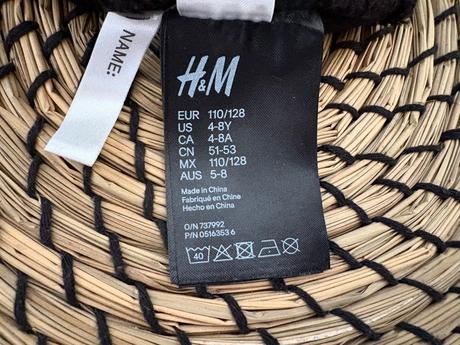 NAME:
H&M
EUR 110/128
US 4-8Y
CA 4-8A
CN 51-53
MX 110/128
AUS 5-8
Made in China
Fabriqué en Chine
Hecho en China
O/N 737992
P/N 0516353 6
40